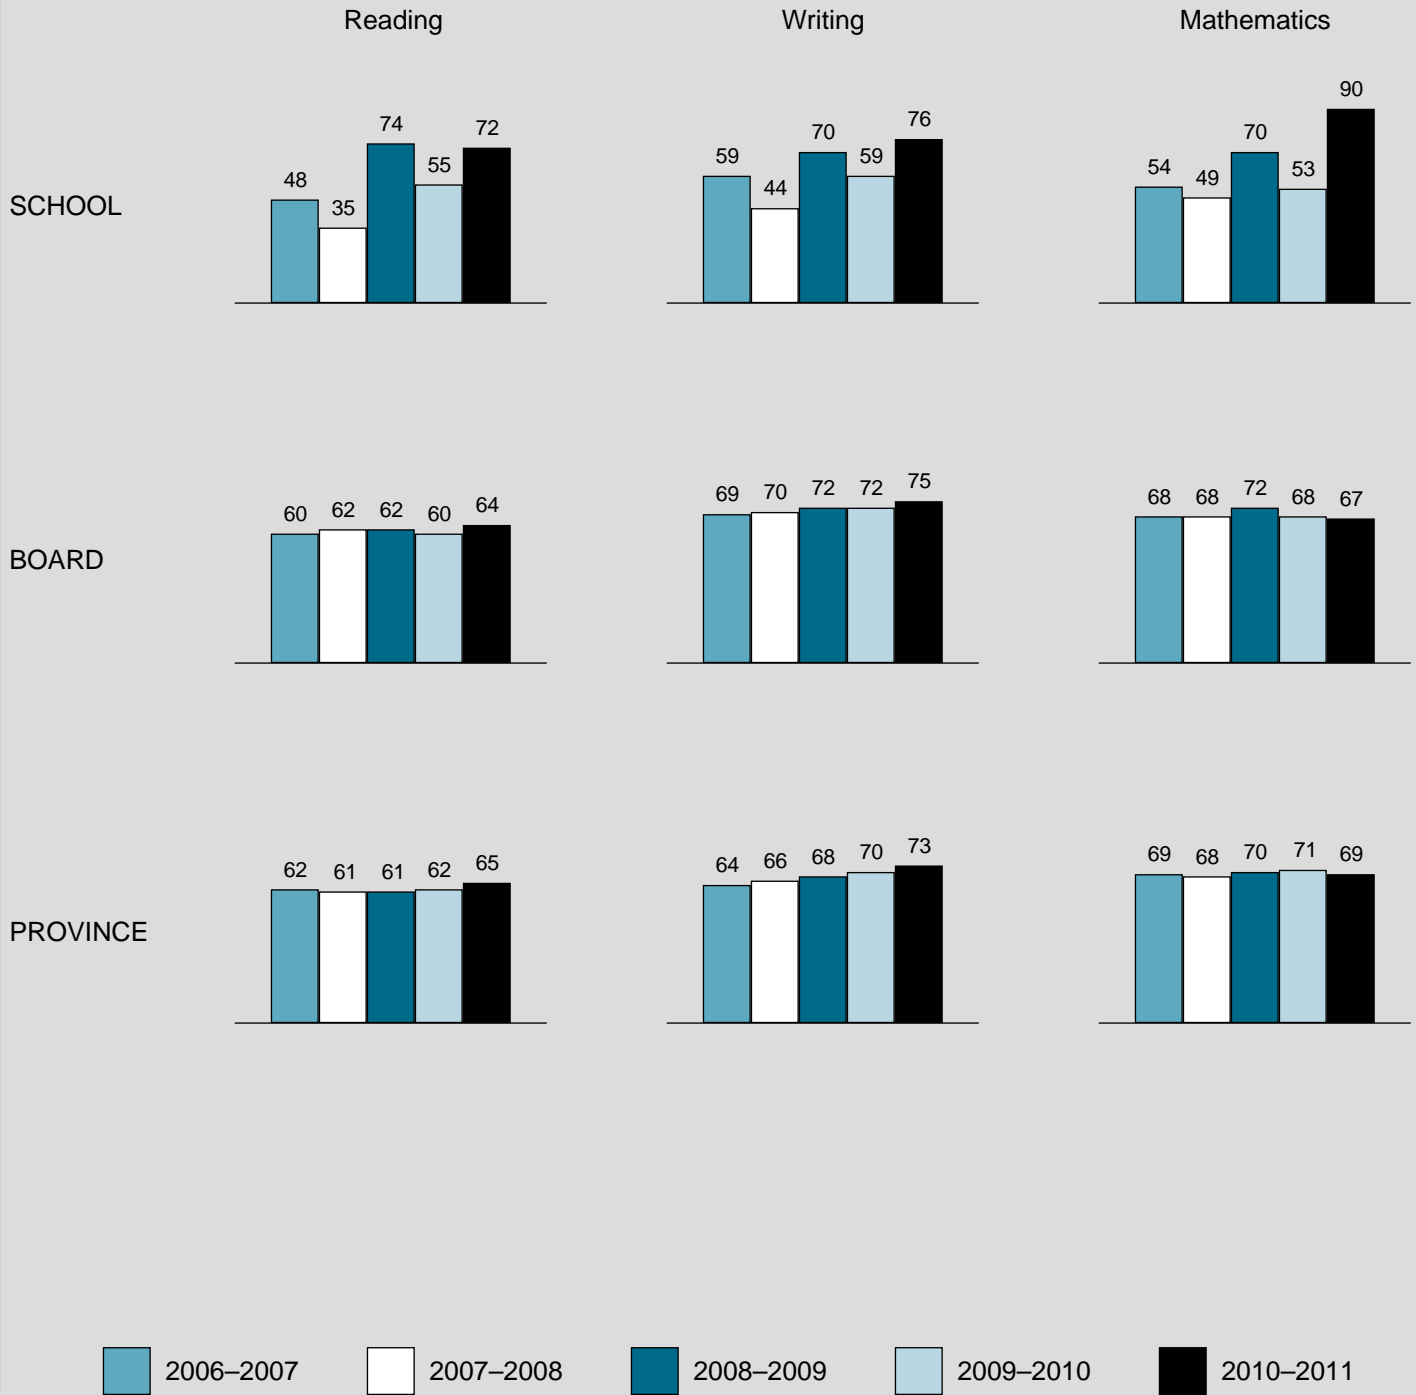 Reading Writing Mathematics
SCHOOL
48 35 74 55 72
59 44 70 59 76
54 49 70 53 90
BOARD
60 62 62 60 64
69 70 72 72 75
68 68 72 68 67
PROVINCE
62 61 61 62 65
64 66 68 70 73
69 68 70 71 69
2006–2007 2007–2008 2008–2009 2009–2010 2010–2011